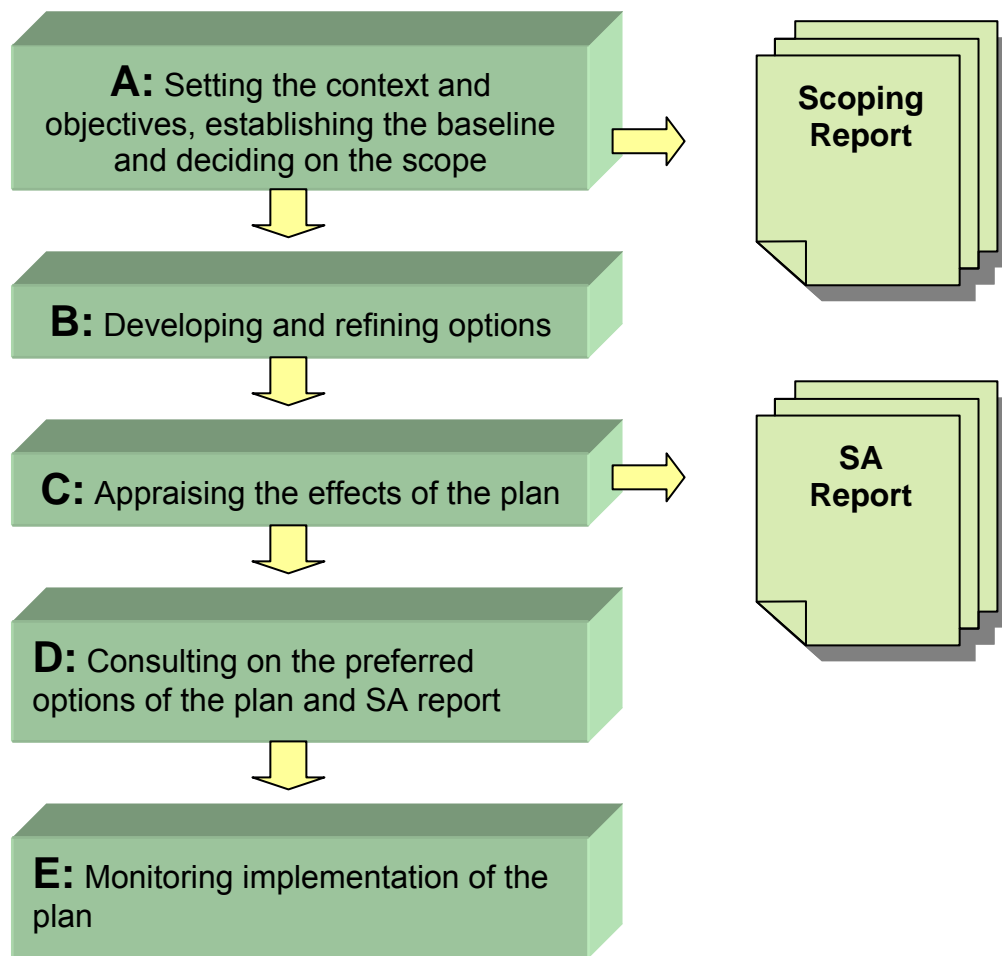 A: Setting the context and
objectives, establishing the baseline
and deciding on the scope
Scoping
Report
B: Developing and refining options
C: Appraising the effects of the plan
SA
Report
D: Consulting on the preferred
options of the plan and SA report
E: Monitoring implementation of the
plan